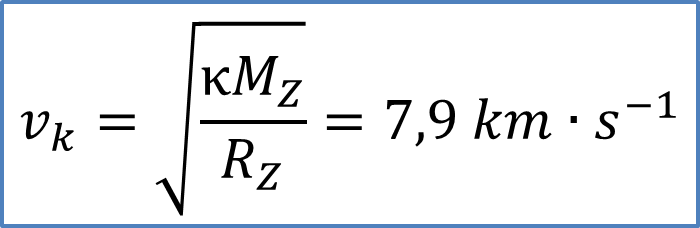 v_k = √(κM_Z / R_Z) = 7,9 km · s⁻¹